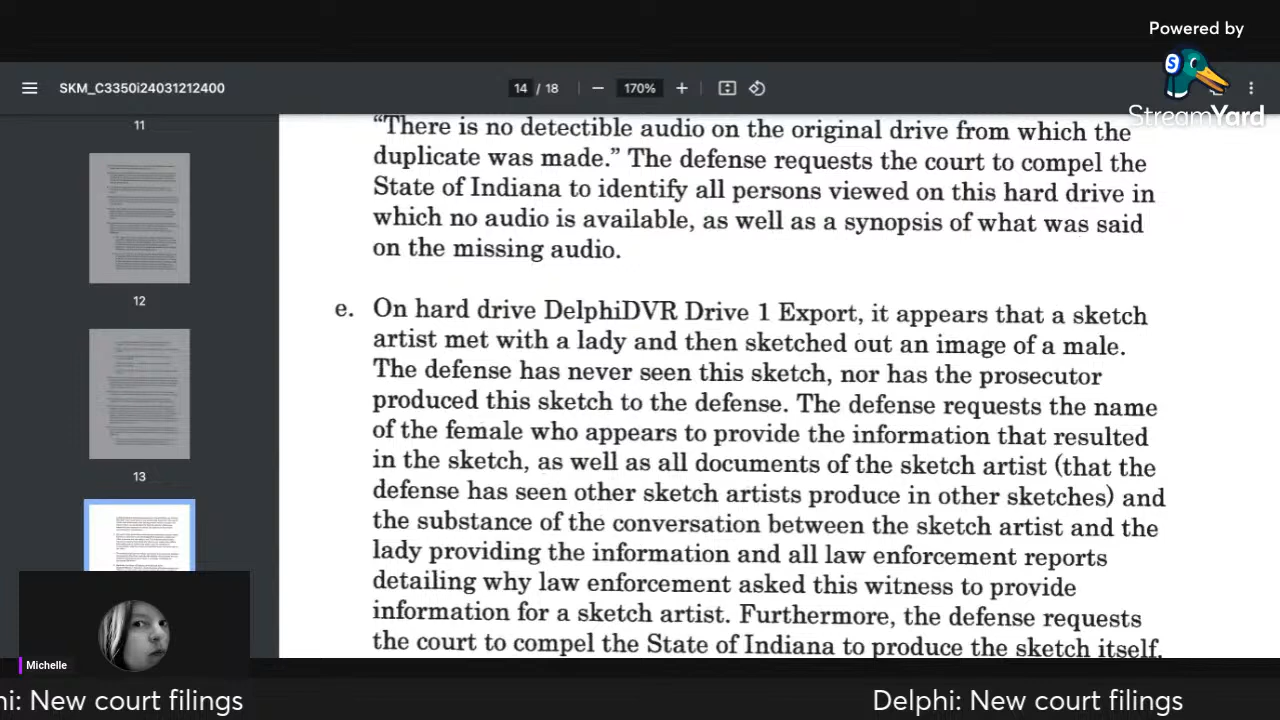 Powered by
StreamYard
SKM_C3350i24031212400
14 / 18
170%
11
12
13
"There is no detectible audio on the original drive from which the
duplicate was made." The defense requests the court to compel the
State of Indiana to identify all persons viewed on this hard drive in
which no audio is available, as well as a synopsis of what was said
on the missing audio.
e. On hard drive DelphiDVR Drive 1 Export, it appears that a sketch
artist met with a lady and then sketched out an image of a male.
The defense has never seen this sketch, nor has the prosecutor
produced this sketch to the defense. The defense requests the name
of the female who appears to provide the information that resulted
in the sketch, as well as all documents of the sketch artist (that the
defense has seen other sketch artists produce in other sketches) and
the substance of the conversation between the sketch artist and the
lady providing the information and all law enforcement reports
detailing why law enforcement asked this witness to provide
information for a sketch artist. Furthermore, the defense requests
the court to compel the State of Indiana to produce the sketch itself.
Michelle
hi: New court filings
Delphi: New court filings